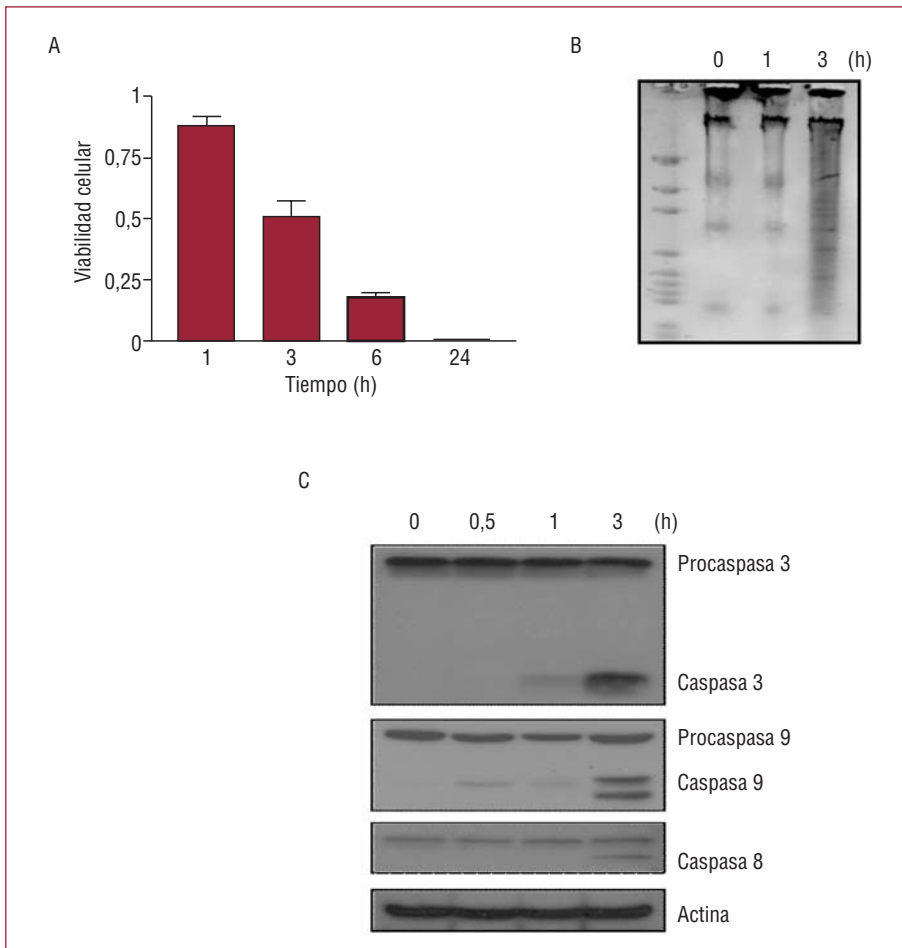 A
Viabilidad celular
1
0,75
0,5
0,25
0
1 3 6 24
Tiempo (h)
B
0 1 3 (h)
C
0 0,5 1 3 (h)
Procaspasa 3
Caspasa 3
Procaspasa 9
Caspasa 9
Caspasa 8
Actina